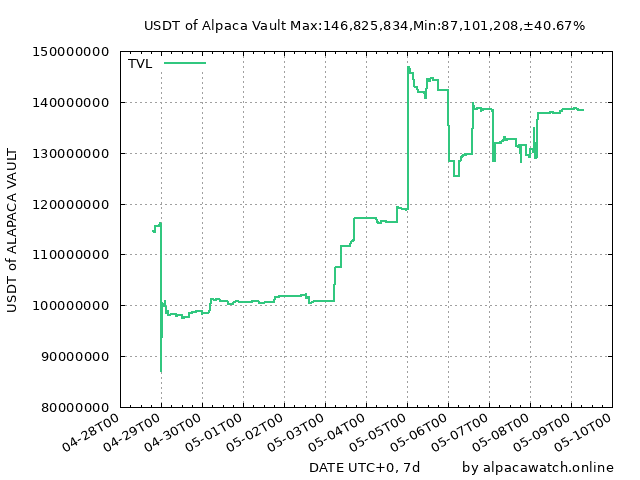 USDT of Alpaca Vault Max:146,825,834,Min:87,101,208,±40.67%
TVL
150000000
140000000
130000000
120000000
110000000
100000000
90000000
80000000
USDT of ALAPACA VAULT
04-28T00
04-29T00
04-30T00
05-01T00
05-02T00
05-03T00
05-04T00
05-05T00
05-06T00
05-07T00
05-08T00
05-09T00
05-10T00
DATE UTC+0, 7d
by alpacawatch.online